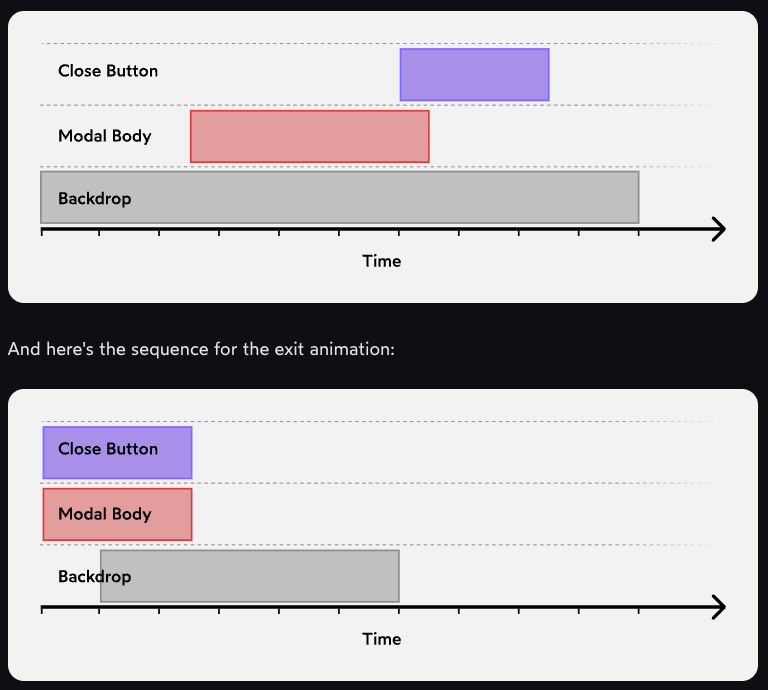 Close Button
Modal Body
Backdrop
Time
And here's the sequence for the exit animation:
Close Button
Modal Body
Backdrop
Time